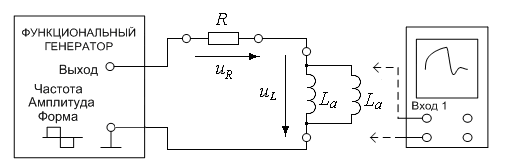 ФУНКЦИОНАЛЬНЫЙ
ГЕНЕРАТОР
Выход
Частота
Амплитуда
Форма
R
u_R
u_L
L_a
L_a
Вход 1